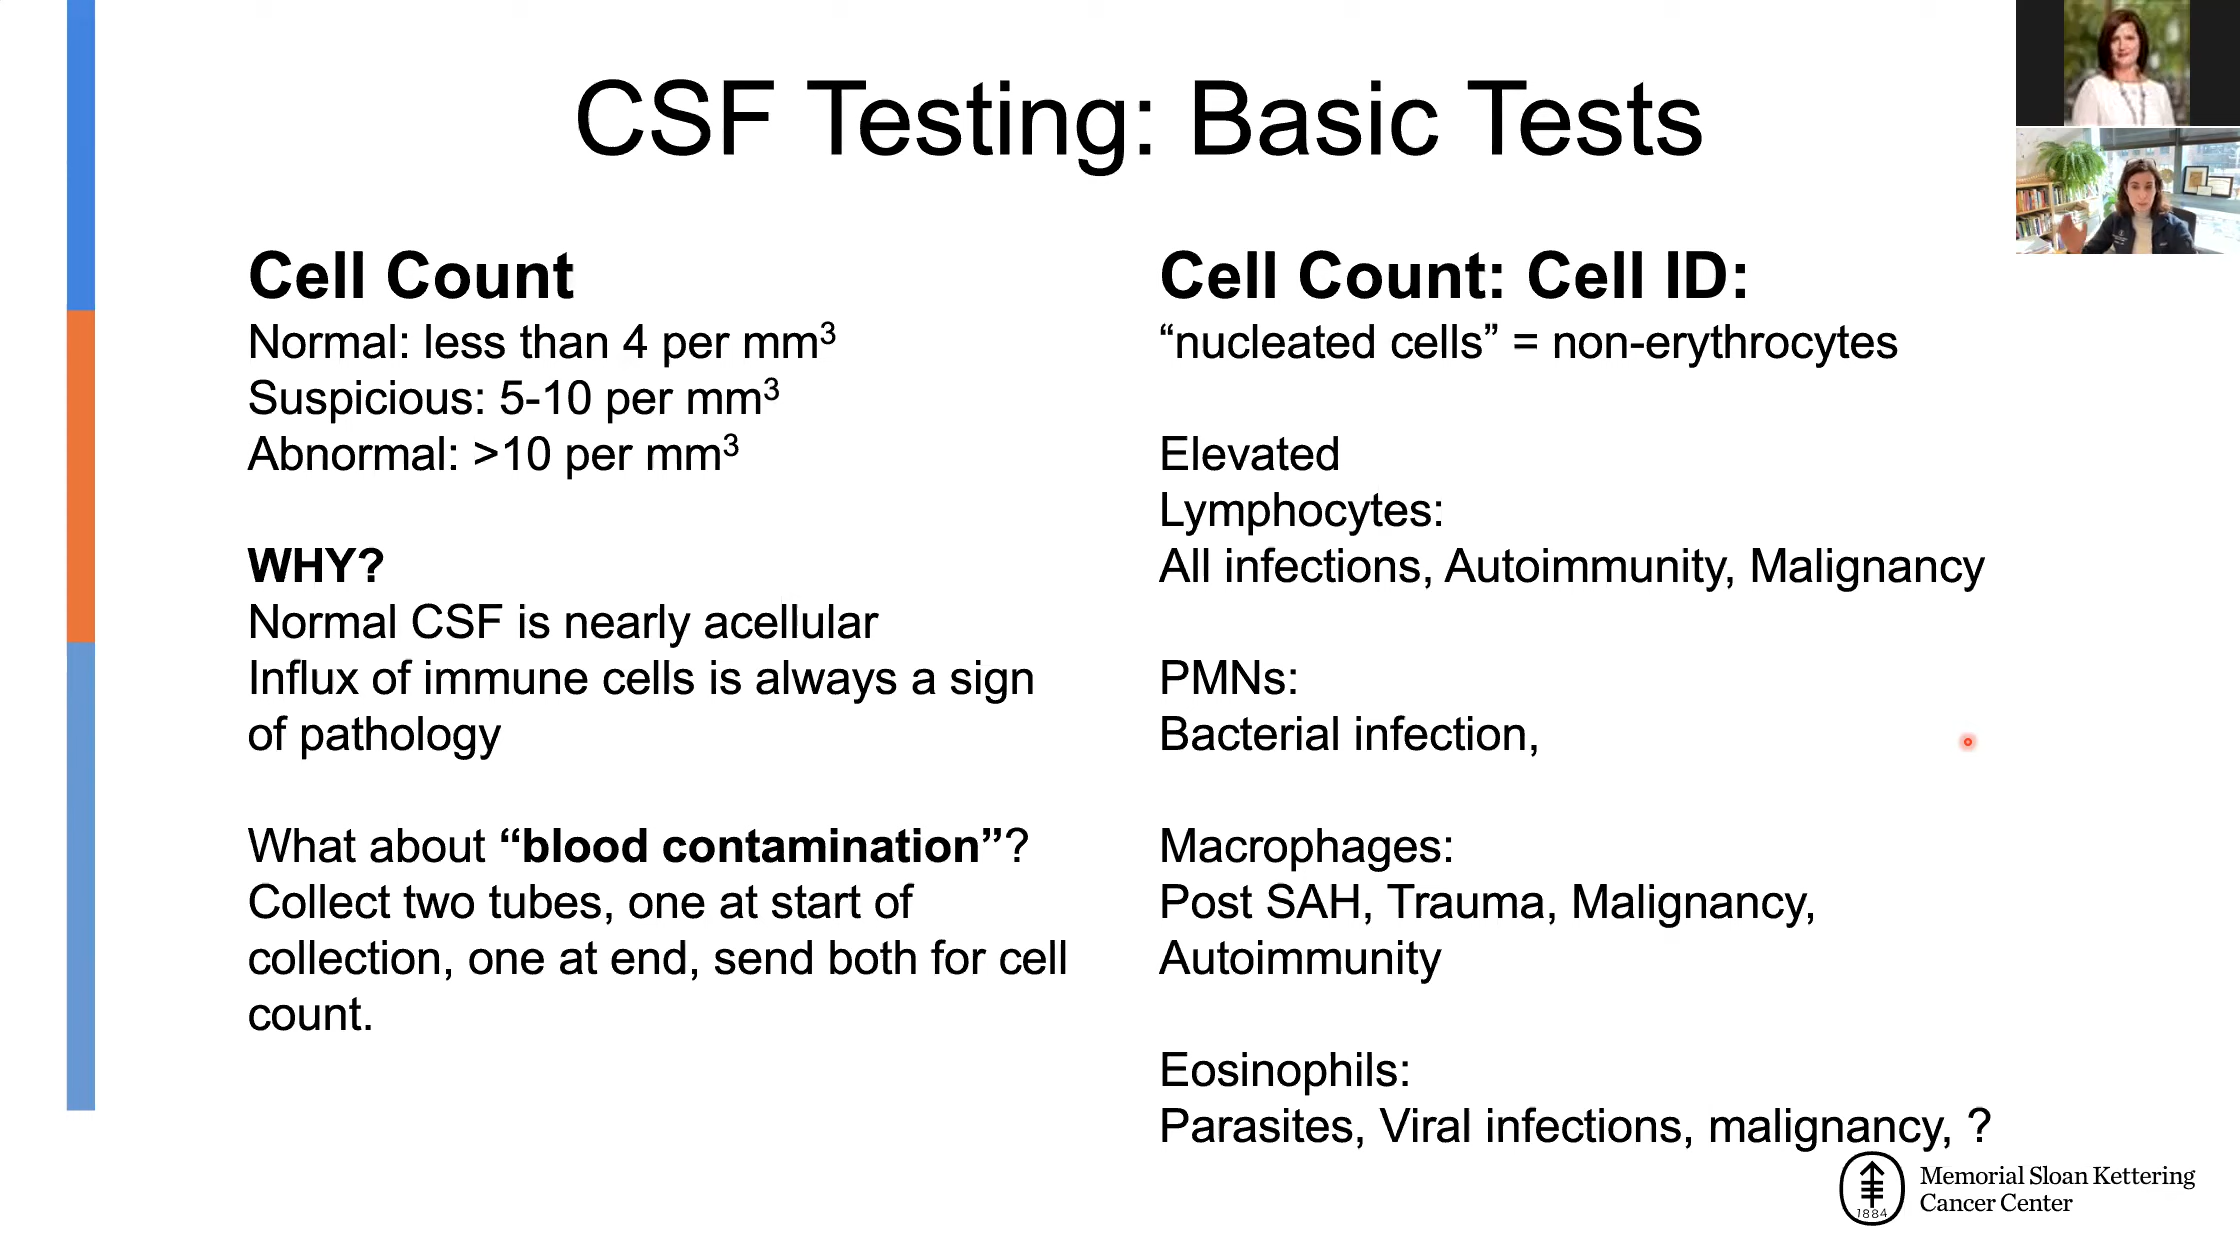 CSF Testing: Basic Tests
Cell Count
Normal: less than 4 per mm³
Suspicious: 5-10 per mm³
Abnormal: >10 per mm³
WHY?
Normal CSF is nearly acellular
Influx of immune cells is always a sign
of pathology
What about “blood contamination”?
Collect two tubes, one at start of
collection, one at end, send both for cell
count.
Cell Count: Cell ID:
“nucleated cells” = non-erythrocytes
Elevated
Lymphocytes:
All infections, Autoimmunity, Malignancy
PMNs:
Bacterial infection,
Macrophages:
Post SAH, Trauma, Malignancy,
Autoimmunity
Eosinophils:
Parasites, Viral infections, malignancy, ?
1884
Memorial Sloan Kettering
Cancer Center